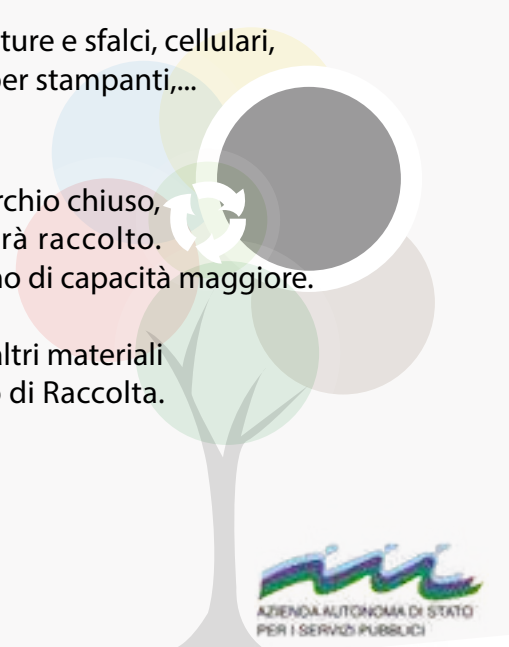 ture e sfalci, cellulari,
er stampanti,...
rchio chiuso,
rà raccolto.
no di capacità maggiore.
altri materiali
o di Raccolta.
AZIENDA AUTONOMA DI STATO
PER I SERVIZI PUBBLICI